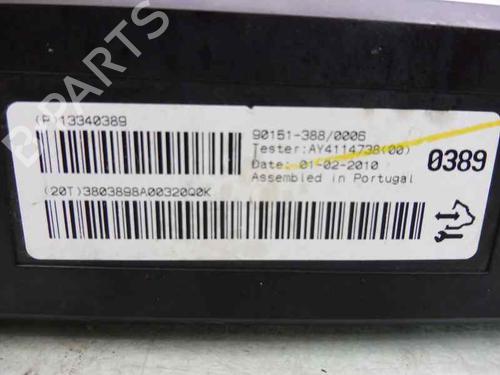 (P)13340389
90151-388/0006
Tester:AY4114738(00)
Date: 01-02-2010
Assembled in Portugal
0389
(20T)3803898A00320Q0K
B-PARTS